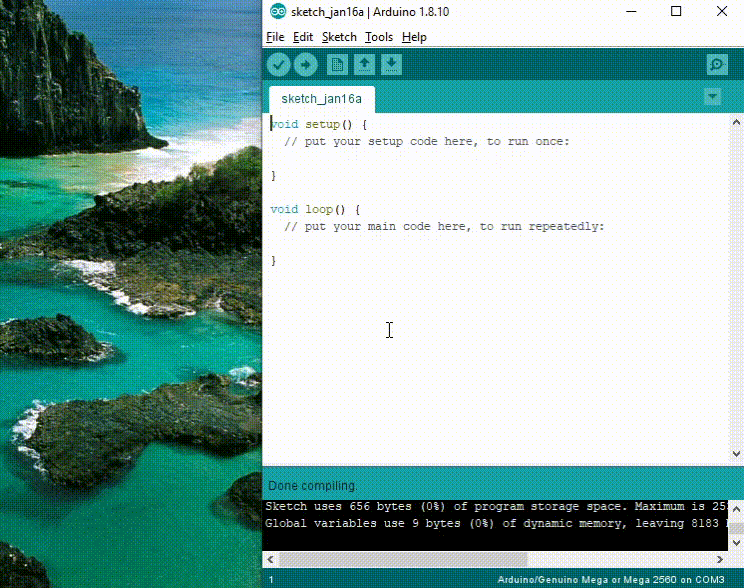 sketch_jan16a | Arduino 1.8.10
File Edit Sketch Tools Help
sketch_jan16a
void setup() {
  // put your setup code here, to run once:
}
void loop() {
  // put your main code here, to run repeatedly:
}
Done compiling.
Sketch uses 656 bytes (0%) of program storage space. Maximum is 25
Global variables use 9 bytes (0%) of dynamic memory, leaving 8183
1 Arduino/Genuino Mega or Mega 2560 on COM3